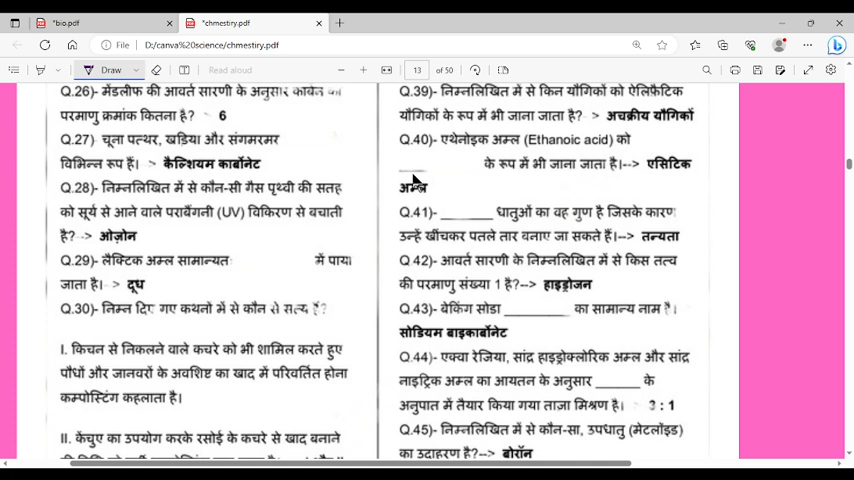 *bio.pdf
*chmestiry.pdf
File
D:/canva%20science/chmestiry.pdf
Draw
Read aloud
13 of 50
Q.26)- मेंडलीफ की आवर्त सारणी के अनुसार कार्बन का
परमाणु क्रमांक कितना है? > 6
Q.27)- चूना पत्थर, खड़िया और संगमरमर
विभिन्न रूप हैं। > कैल्शियम कार्बोनेट
Q.28)- निम्नलिखित में से कौन-सी गैस पृथ्वी की सतह
को सूर्य से आने वाले पराबैंगनी (UV) विकिरण से बचाती
है? -> ओज़ोन
Q.29)- लैक्टिक अम्ल सामान्यतः में पाया
जाता है। - > दूध
Q.30)- निम्न दिए गए कथनों में से कौन से सत्य हैं?
I. किचन से निकलने वाले कचरे को भी शामिल करते हुए
पौधों और जानवरों के अवशिष्ट का खाद में परिवर्तित होना
कम्पोस्टिंग कहलाता है।
II. केंचुए का उपयोग करके रसोई के कचरे से खाद बनाने
Q.39)- निम्नलिखित में से किन यौगिकों को ऐलिफ़ैटिक
यौगिकों के रूप में भी जाना जाता है?- > अचक्रीय यौगिकों
Q.40)- एथेनोइक अम्ल (Ethanoic acid) को
____ के रूप में भी जाना जाता है।--> एसिटिक
अम्ल
Q.41)- ________ धातुओं का वह गुण है जिसके कारण
उन्हें खींचकर पतले तार बनाए जा सकते हैं।--> तन्यता
Q 42)- आवर्त सारणी के निम्नलिखित में से किस तत्व
की परमाणु संख्या 1 है?--> हाइड्रोजन
Q.43)- बेकिंग सोडा __________ का सामान्य नाम है।
सोडियम बाइकार्बोनेट
Q.44)- एक्वा रेजिया, सांद्र हाइड्रोक्लोरिक अम्ल और सांद्र
नाइट्रिक अम्ल का आयतन के अनुसार _______ के
अनुपात में तैयार किया गया ताज़ा मिश्रण है। 3 : 1
Q.45)- निम्नलिखित में से कौन-सा, उपधातु (मेटलॉइड)
का उदाहरण है?--> बोरॉन